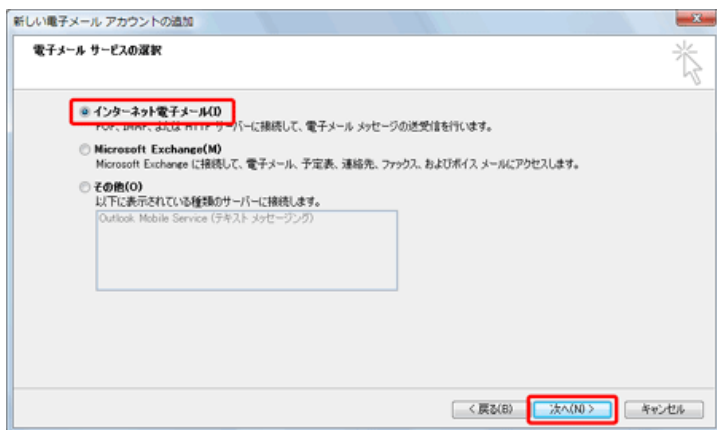 新しい電子メール アカウントの追加
電子メール サービスの選択
インターネット電子メール(I)
POP、IMAP、または HTTP サーバーに接続して、電子メール メッセージの送受信を行います。
Microsoft Exchange(M)
Microsoft Exchange に接続して、電子メール、予定表、連絡先、ファックス、およびボイス メールにアクセスします。
その他(O)
以下に表示されている種類のサーバーに接続します。
Outlook Mobile Service (テキスト メッセージング)
< 戻る(B)
次へ(N) >
キャンセル